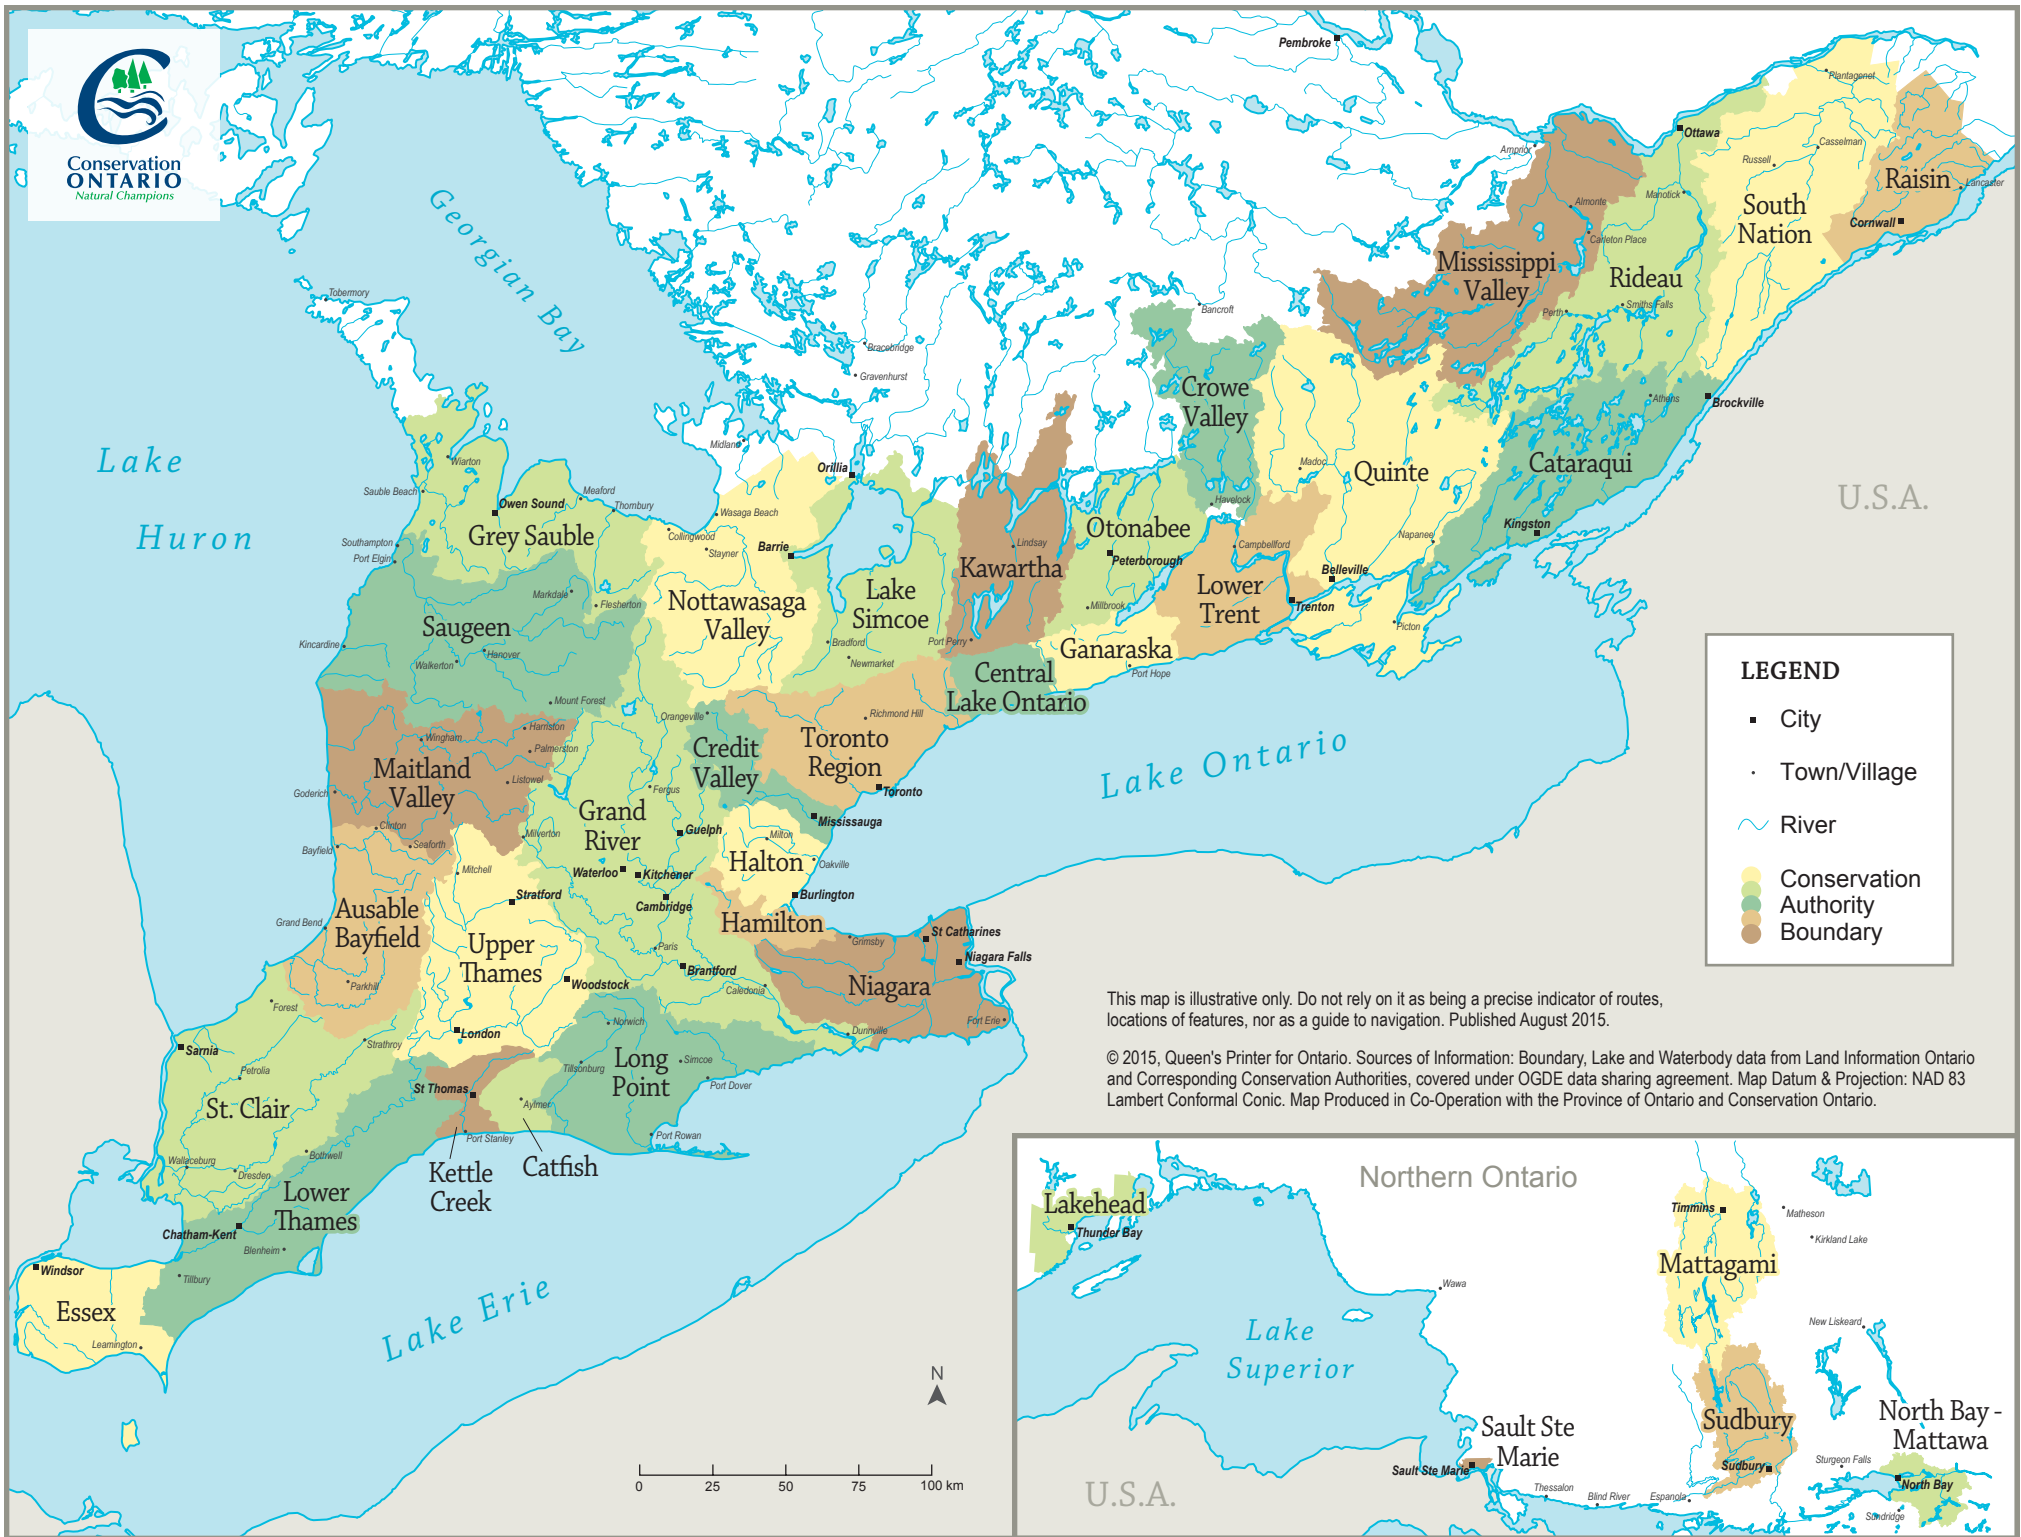 Conservation
ONTARIO
Natural Champions
Pembroke
Plantagenet
Ottawa
Casselman
Arnprior
Russell
Raisin
Lancaster
Manotick
Almonte
South
Nation
Cornwall
Carleton Place
Georgian Bay
Mississippi
Valley
Rideau
Tobermory
Smiths Falls
Perth
Bancroft
Bracebridge
Gravenhurst
Crowe
Valley
Athens
Brockville
Midland
Lake
Huron
Wiarton
Orillia
Madoc
Quinte
Cataraqui
U.S.A.
Sauble Beach
Meaford
Owen Sound
Thornbury
Wasaga Beach
Havelock
Grey Sauble
Otonabee
Kingston
Southampton
Port Elgin
Collingwood
Stayner
Barrie
Lindsay
Campbellford
Napanee
Peterborough
Kawartha
Belleville
Markdale
Flesherton
Nottawasaga
Valley
Lake
Simcoe
Millbrook
Lower
Trent
Trenton
Saugeen
Picton
Kincardine
Hanover
Walkerton
Bradford
Newmarket
Port Perry
Ganaraska
Port Hope
Central
Lake Ontario
Mount Forest
Orangeville
Richmond Hill
Harriston
Wingham
Palmerston
Credit
Valley
Toronto
Region
Lake Ontario
Maitland
Valley
Listowel
Goderich
Fergus
Toronto
Grand
River
Guelph
Mississauga
Clinton
Seaforth
Milverton
Milton
Bayfield
Halton
Oakville
Mitchell
Waterloo
Kitchener
Stratford
Cambridge
Burlington
Ausable
Bayfield
Grand Bend
Hamilton
St Catharines
Grimsby
Upper
Thames
Paris
Niagara Falls
Brantford
Woodstock
Caledonia
Niagara
Parkhill
Forest
Norwich
Dunnville
Fort Erie
London
Strathroy
Sarnia
Petrolia
Long
Point
Simcoe
Tillsonburg
Port Dover
St Thomas
Aylmer
St. Clair
Port Stanley
Port Rowan
Bothwell
Wallaceburg
Dresden
Kettle
Creek
Catfish
Lower
Thames
Chatham-Kent
Blenheim
Windsor
Tilbury
Essex
Leamington
Lake Erie
N
0 25 50 75 100 km
LEGEND
City
Town/Village
River
Conservation
Authority
Boundary
This map is illustrative only. Do not rely on it as being a precise indicator of routes,
locations of features, nor as a guide to navigation. Published August 2015.
© 2015, Queen's Printer for Ontario. Sources of Information: Boundary, Lake and Waterbody data from Land Information Ontario
and Corresponding Conservation Authorities, covered under OGDE data sharing agreement. Map Datum & Projection: NAD 83
Lambert Conformal Conic. Map Produced in Co-Operation with the Province of Ontario and Conservation Ontario.
Northern Ontario
Lakehead
Thunder Bay
Timmins
Matheson
Kirkland Lake
Mattagami
Wawa
New Liskeard
Lake
Superior
Sudbury
North Bay -
Mattawa
Sault Ste
Marie
Sault Ste Marie
Sudbury
Sturgeon Falls
North Bay
U.S.A.
Thessalon
Blind River
Espanola
Sundridge